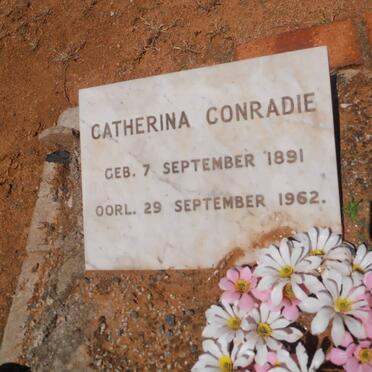 CATHERINA CONRADIE
GEB. 7 SEPTEMBER 1891
OORL. 29 SEPTEMBER 1962.